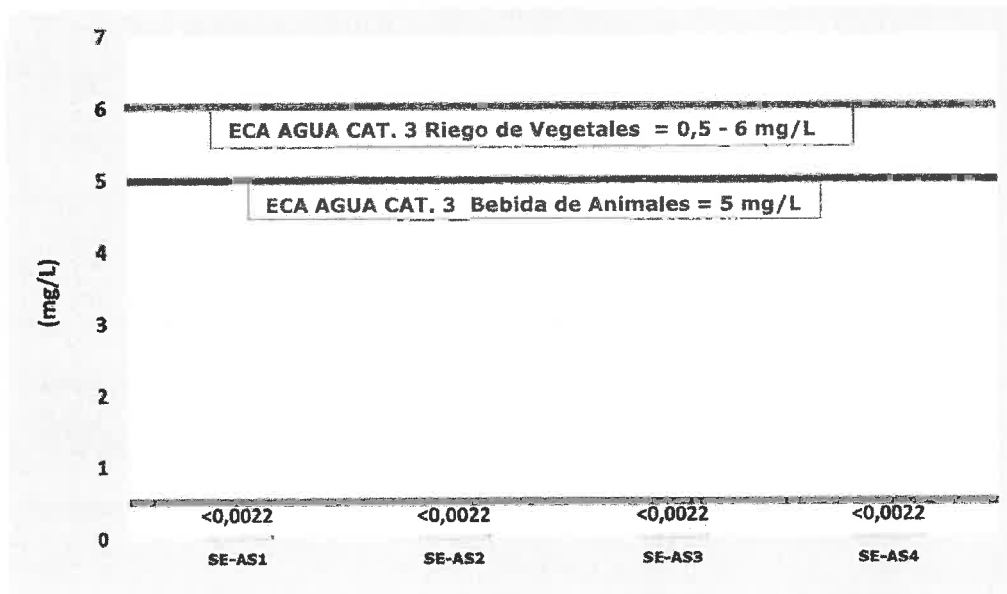 7
6
ECA AGUA CAT. 3 Riego de Vegetales = 0,5 - 6 mg/L
5
ECA AGUA CAT. 3 Bebida de Animales = 5 mg/L
4
(mg/L)
3
2
1
<0,0022 <0,0022 <0,0022 <0,0022
0
SE-AS1 SE-AS2 SE-AS3 SE-AS4